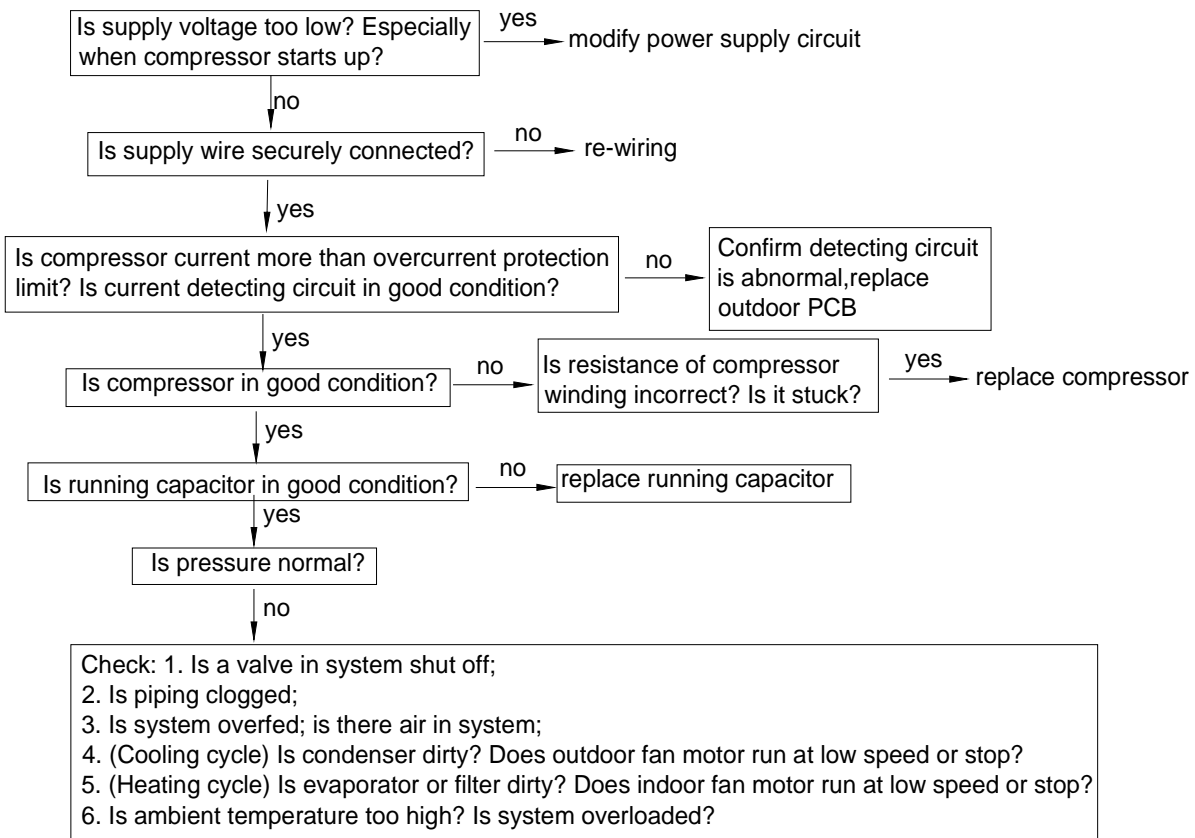 Is supply voltage too low? Especially
when compressor starts up?
yes
modify power supply circuit
no
Is supply wire securely connected?
no
re-wiring
yes
Is compressor current more than overcurrent protection
limit? Is current detecting circuit in good condition?
no
Confirm detecting circuit
is abnormal,replace
outdoor PCB
yes
Is compressor in good condition?
no
Is resistance of compressor
winding incorrect? Is it stuck?
yes
replace compressor
yes
Is running capacitor in good condition?
no
replace running capacitor
yes
Is pressure normal?
no
Check: 1. Is a valve in system shut off;
2. Is piping clogged;
3. Is system overfed; is there air in system;
4. (Cooling cycle) Is condenser dirty? Does outdoor fan motor run at low speed or stop?
5. (Heating cycle) Is evaporator or filter dirty? Does indoor fan motor run at low speed or stop?
6. Is ambient temperature too high? Is system overloaded?